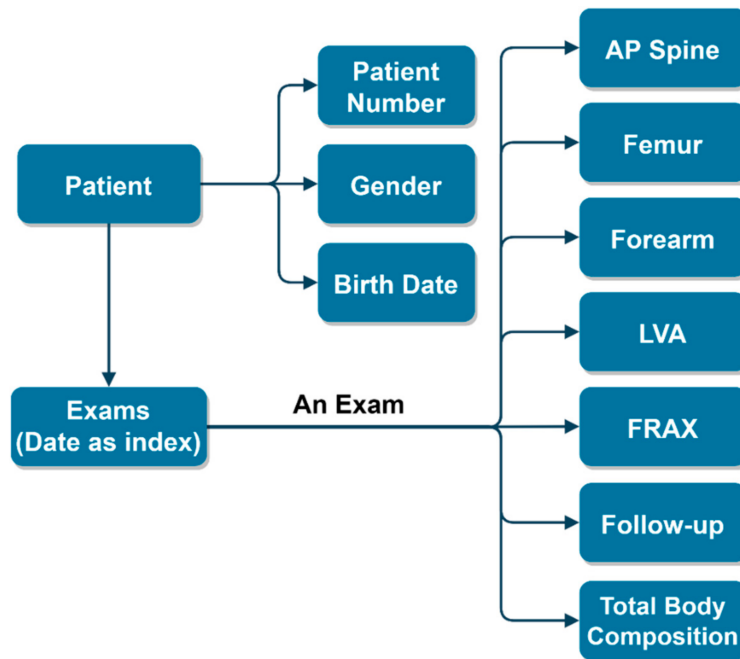 Patient
Patient
Number
Gender
Birth Date
Exams
(Date as index)
An Exam
AP Spine
Femur
Forearm
LVA
FRAX
Follow-up
Total Body
Composition